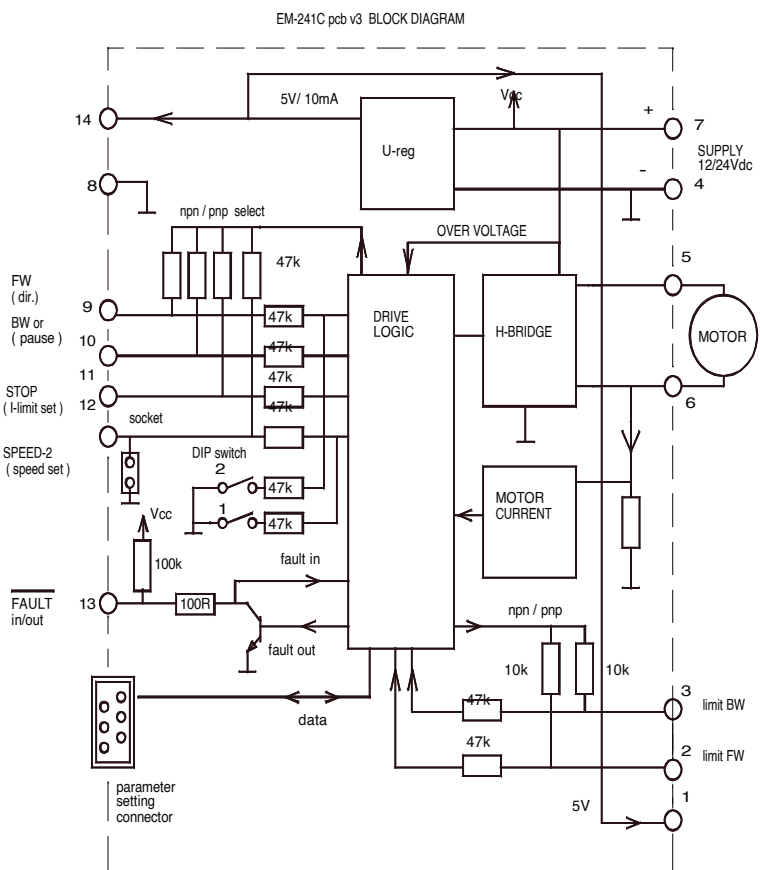 EM-241C pcb v3 BLOCK DIAGRAM
14
5V/ 10mA
U-reg
Vcc
+
7
SUPPLY
12/24Vdc
-
4
8
npn / pnp select
47k
OVER VOLTAGE
5
FW
( dir.)
9
47k
DRIVE
LOGIC
H-BRIDGE
MOTOR
BW or
( pause )
10
47k
11
47k
STOP
( I-limit set )
12
47k
6
socket
SPEED-2
( speed set )
DIP switch
2
47k
1
47k
MOTOR
CURRENT
Vcc
100k
fault in
FAULT
in/out
13
100R
fault out
npn / pnp
10k
10k
47k
3
limit BW
data
47k
2
limit FW
parameter
setting
connector
5V
1